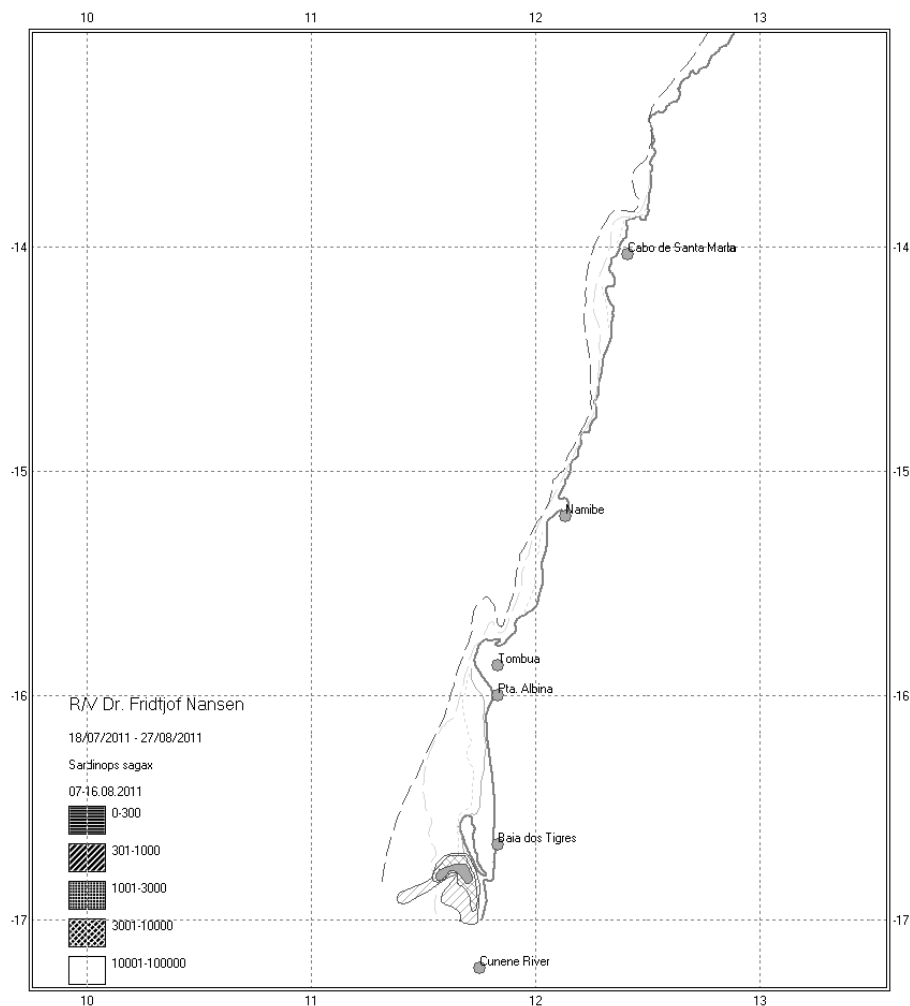 10 11 12 13
-14 -14
Cabo de Santa Marta
-15 -15
Namibe
Tombua
Pta. Albina
-16 -16
R/V Dr. Fridtjof Nansen
18/07/2011 - 27/08/2011
Sardinops sagax
07-16.08.2011
0-300
301-1000
1001-3000
3001-10000
10001-100000
Baia dos Tigres
-17 -17
Cunene River
10 11 12 13